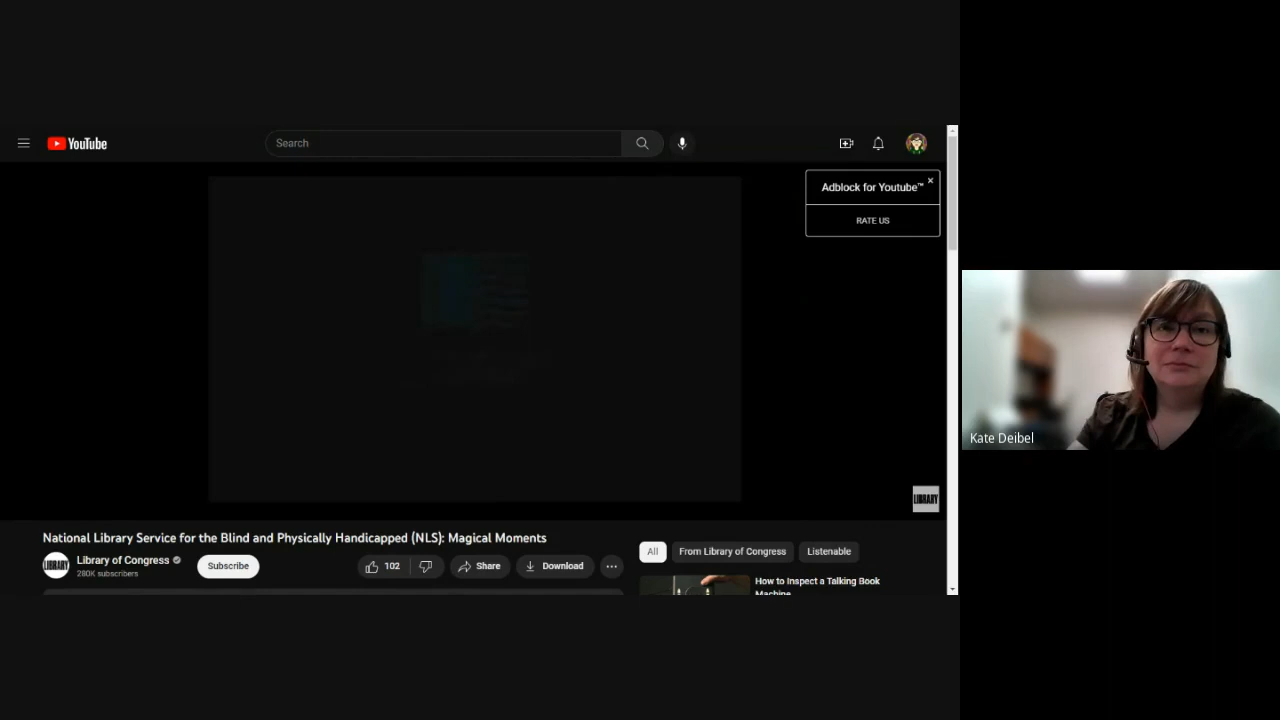 YouTube
Search
Adblock for Youtube™ ×
RATE US
LIBRARY
National Library Service for the Blind and Physically Handicapped (NLS): Magical Moments
LIBRARY
Library of Congress
280K subscribers
Subscribe
102
Share
Download
All
From Library of Congress
Listenable
How to Inspect a Talking Book
Machine
Kate Deibel